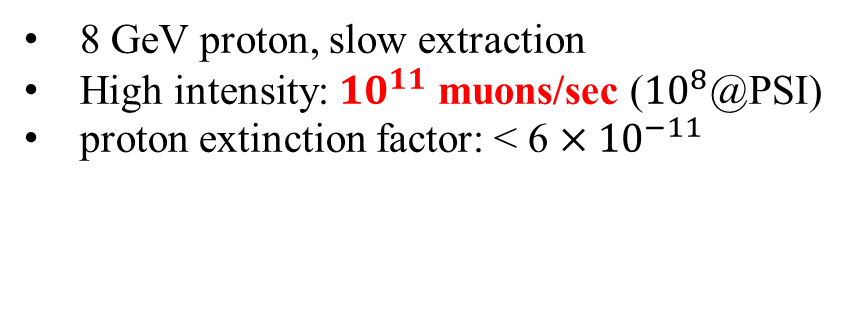 • 8 GeV proton, slow extraction
• High intensity: 10¹¹ muons/sec (10⁸@PSI)
• proton extinction factor: < 6 × 10⁻¹¹